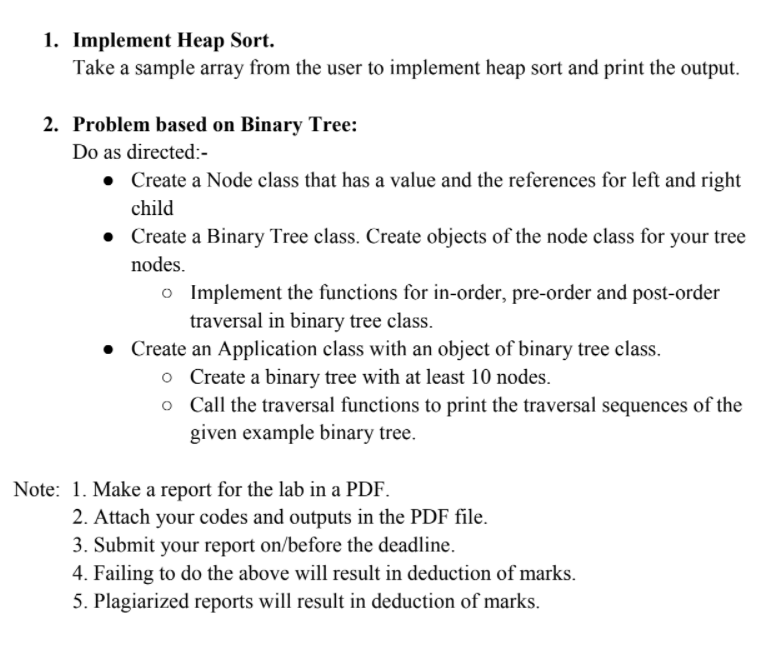 1. Implement Heap Sort.
Take a sample array from the user to implement heap sort and print the output.
2. Problem based on Binary Tree:
Do as directed:-
● Create a Node class that has a value and the references for left and right
child
● Create a Binary Tree class. Create objects of the node class for your tree
nodes.
○ Implement the functions for in-order, pre-order and post-order
traversal in binary tree class.
● Create an Application class with an object of binary tree class.
○ Create a binary tree with at least 10 nodes.
○ Call the traversal functions to print the traversal sequences of the
given example binary tree.
Note: 1. Make a report for the lab in a PDF.
2. Attach your codes and outputs in the PDF file.
3. Submit your report on/before the deadline.
4. Failing to do the above will result in deduction of marks.
5. Plagiarized reports will result in deduction of marks.